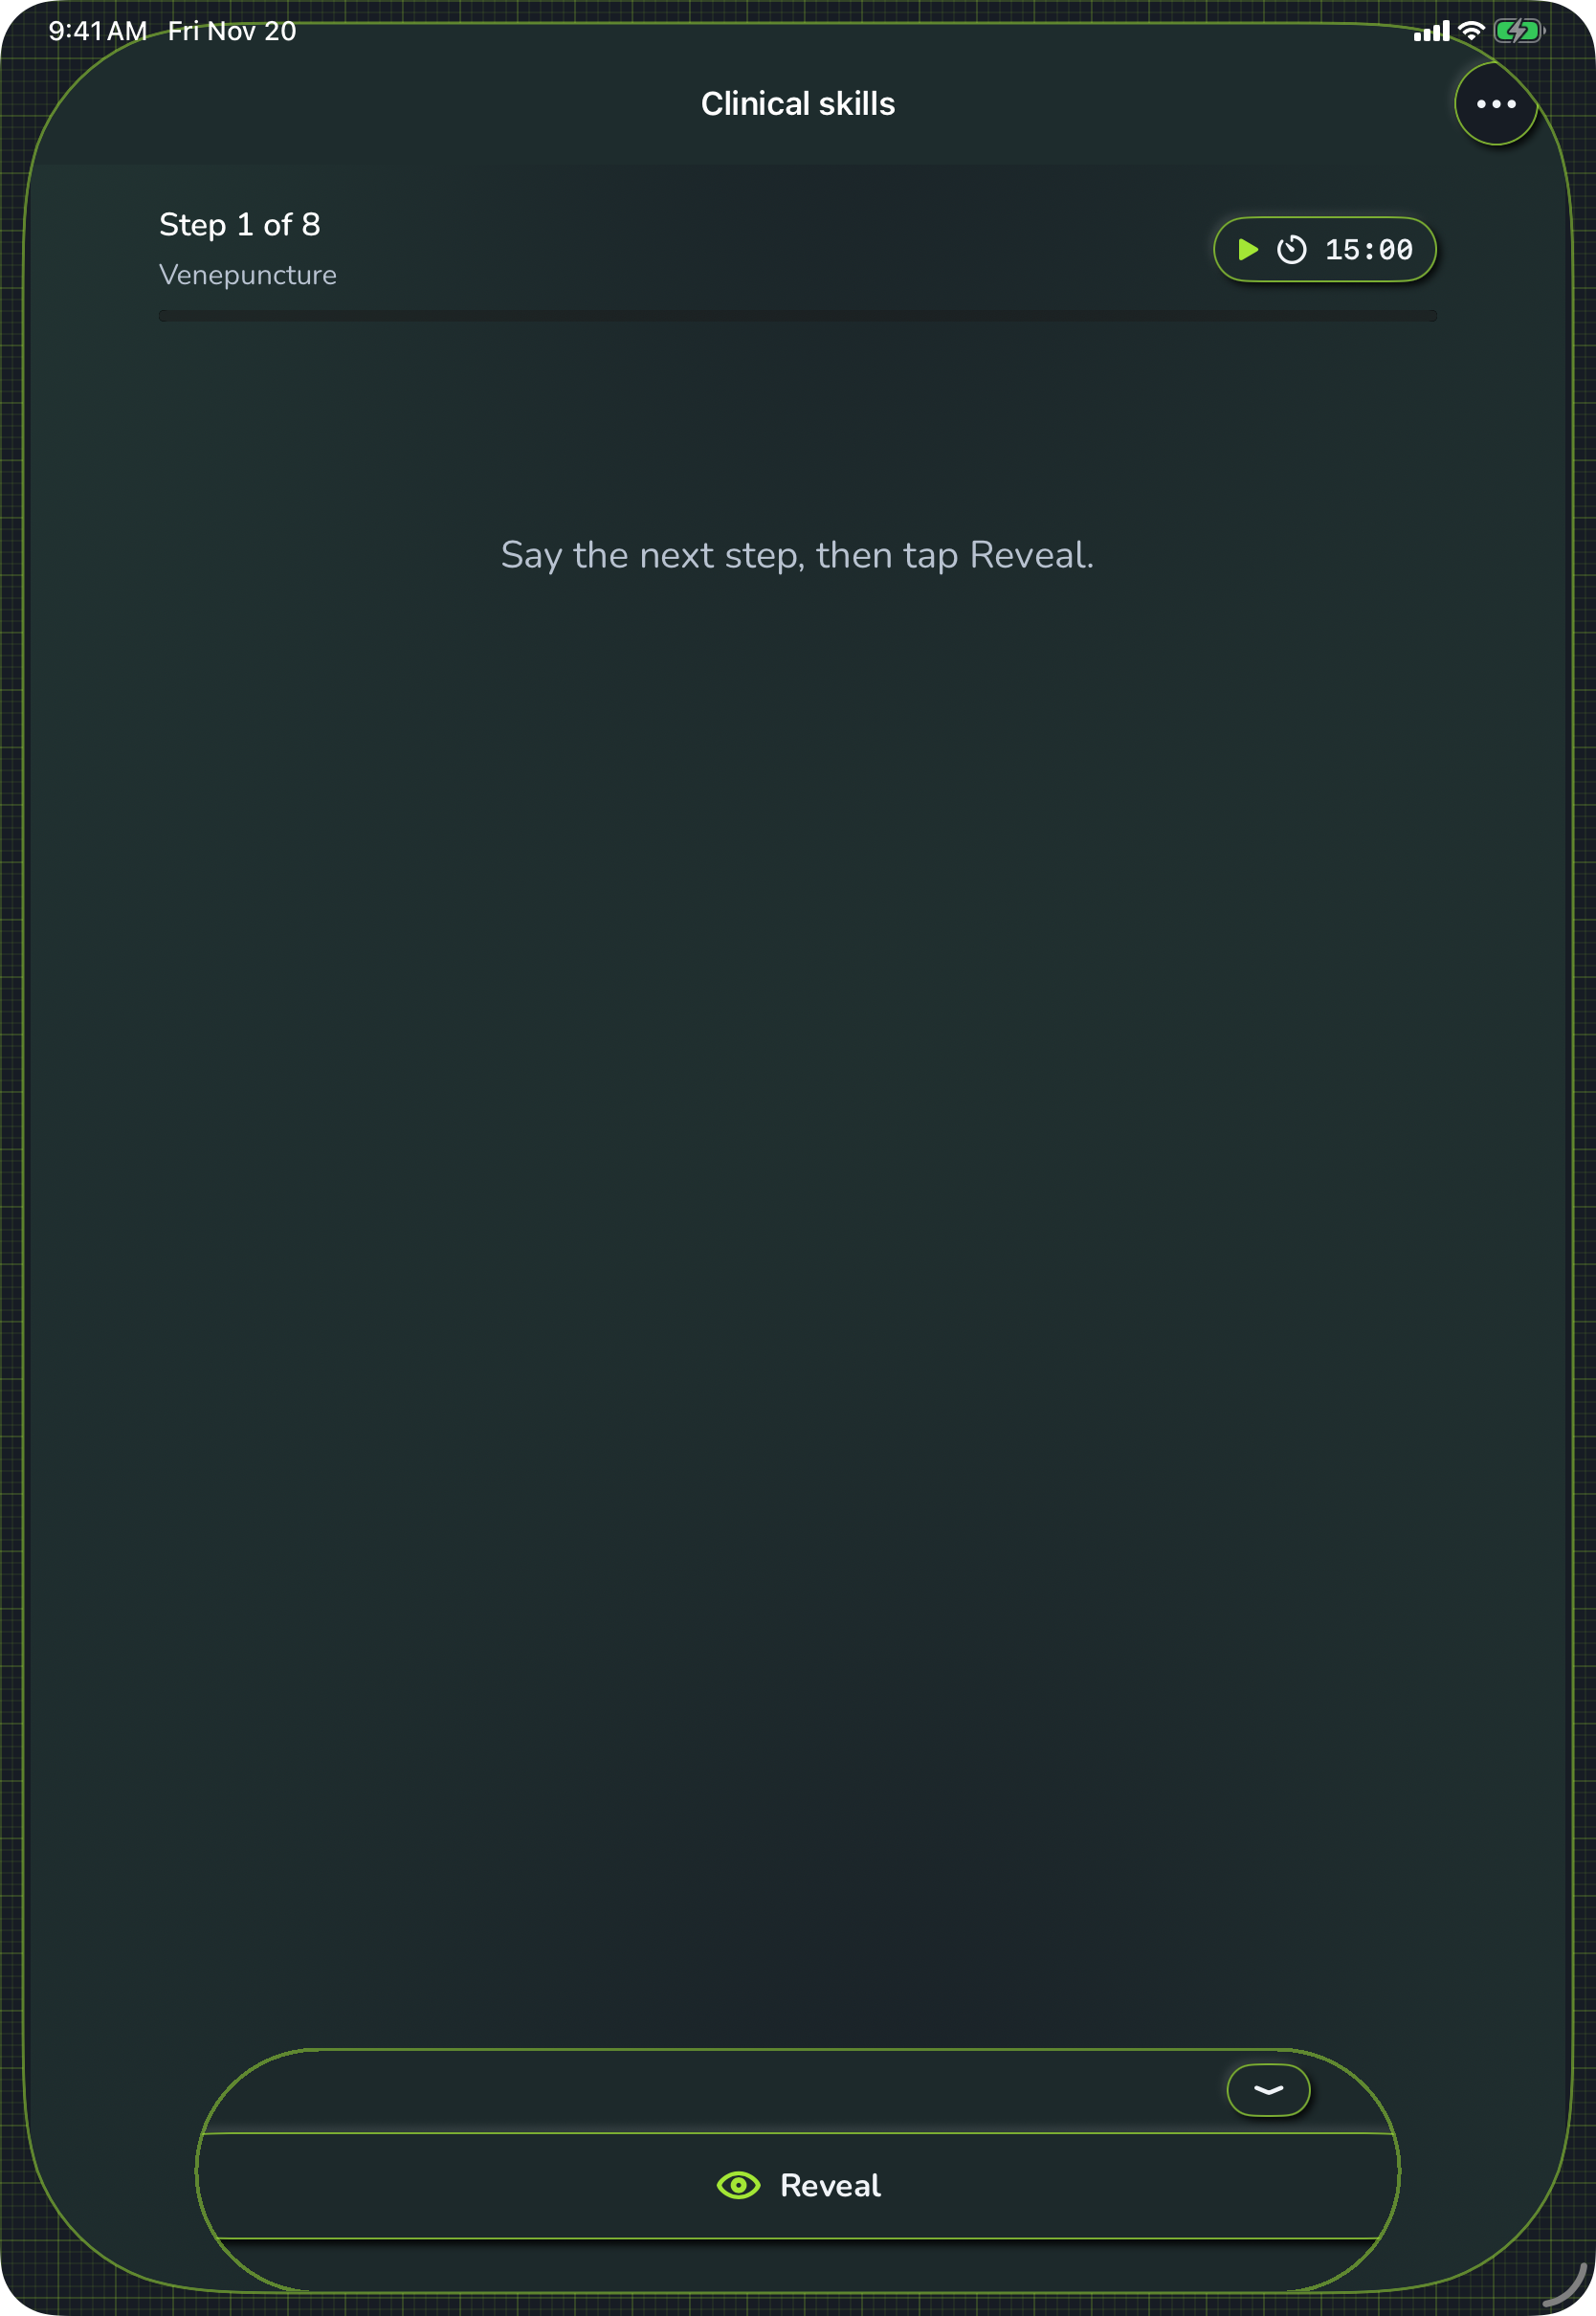 9:41 AM Fri Nov 20
Clinical skills
Step 1 of 8
15:00
Venepuncture
Say the next step, then tap Reveal.
Reveal